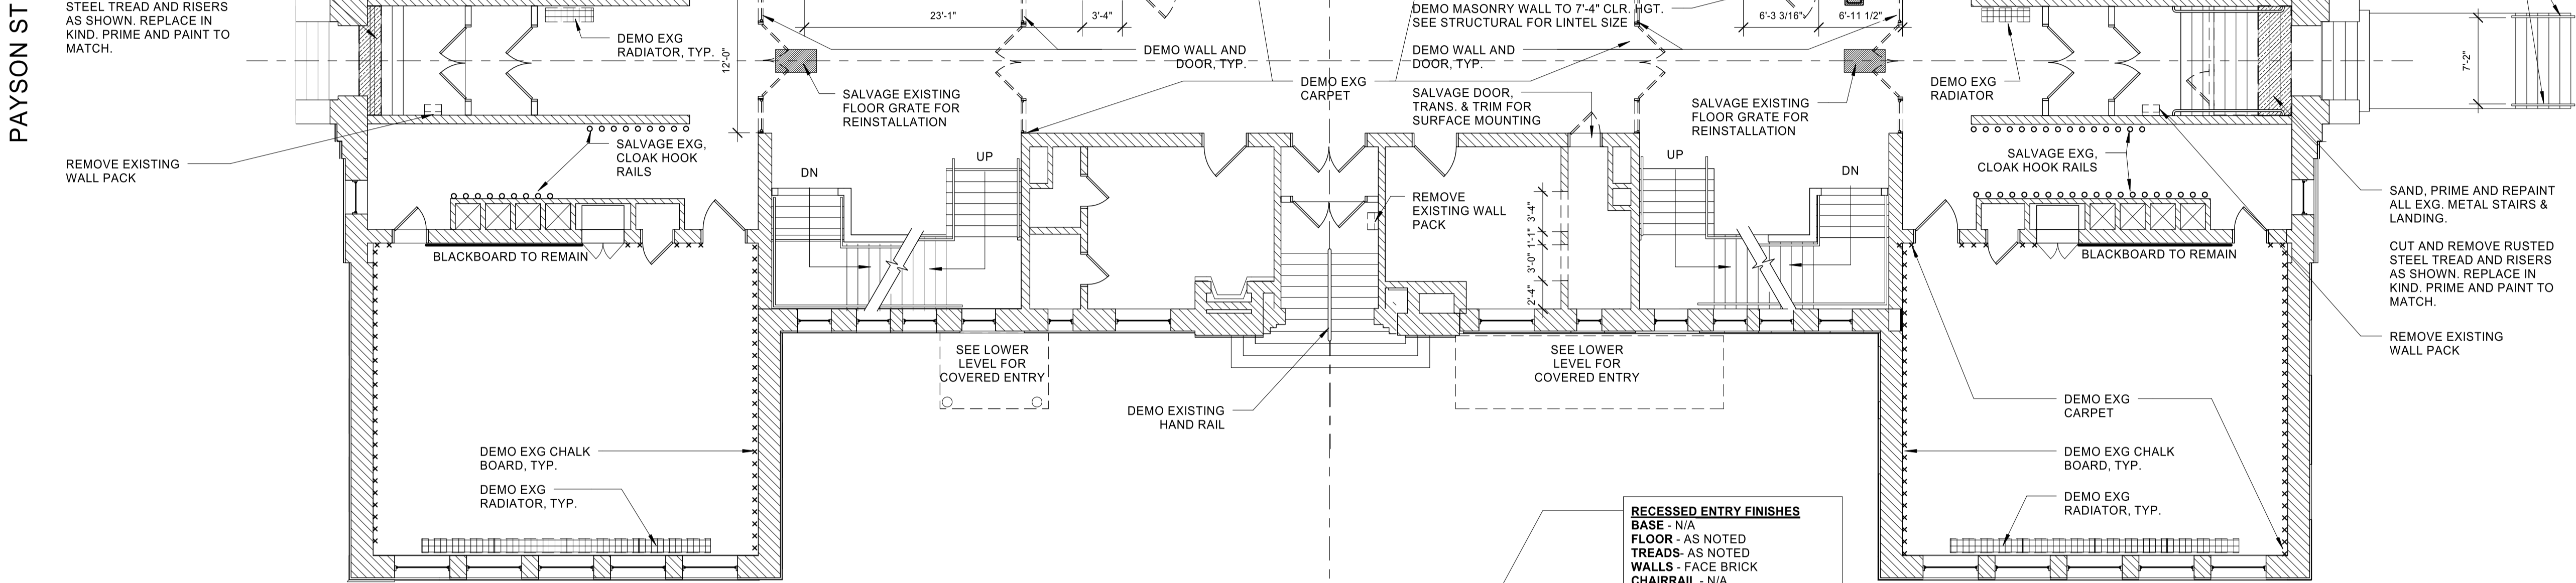 PAYSON ST
STEEL TREAD AND RISERS
AS SHOWN. REPLACE IN
KIND. PRIME AND PAINT TO
MATCH.
DEMO EXG
RADIATOR, TYP.
12'-0"
23'-1"
3'-4"
DEMO WALL AND
DOOR, TYP.
DEMO EXG
CARPET
DEMO MASONRY WALL TO 7'-4" CLR. HGT.
SEE STRUCTURAL FOR LINTEL SIZE
DEMO WALL AND
DOOR, TYP.
6'-3 3/16"
6'-11 1/2"
DEMO EXG
RADIATOR
7'-2"
SALVAGE EXISTING
FLOOR GRATE FOR
REINSTALLATION
SALVAGE DOOR,
TRANS. & TRIM FOR
SURFACE MOUNTING
SALVAGE EXISTING
FLOOR GRATE FOR
REINSTALLATION
REMOVE EXISTING
WALL PACK
SALVAGE EXG,
CLOAK HOOK
RAILS
DN
UP
UP
DN
SALVAGE EXG,
CLOAK HOOK RAILS
REMOVE
EXISTING WALL
PACK
3'-4"
1'-1"
3'-0"
2'-4"
SAND, PRIME AND REPAINT
ALL EXG. METAL STAIRS &
LANDING.
CUT AND REMOVE RUSTED
STEEL TREAD AND RISERS
AS SHOWN. REPLACE IN
KIND. PRIME AND PAINT TO
MATCH.
BLACKBOARD TO REMAIN
BLACKBOARD TO REMAIN
REMOVE EXISTING
WALL PACK
SEE LOWER
LEVEL FOR
COVERED ENTRY
SEE LOWER
LEVEL FOR
COVERED ENTRY
DEMO EXISTING
HAND RAIL
DEMO EXG
CARPET
DEMO EXG CHALK
BOARD, TYP.
DEMO EXG CHALK
BOARD, TYP.
DEMO EXG
RADIATOR, TYP.
DEMO EXG
RADIATOR, TYP.
RECESSED ENTRY FINISHES
BASE - N/A
FLOOR - AS NOTED
TREADS- AS NOTED
WALLS - FACE BRICK
CHAIRRAIL - N/A